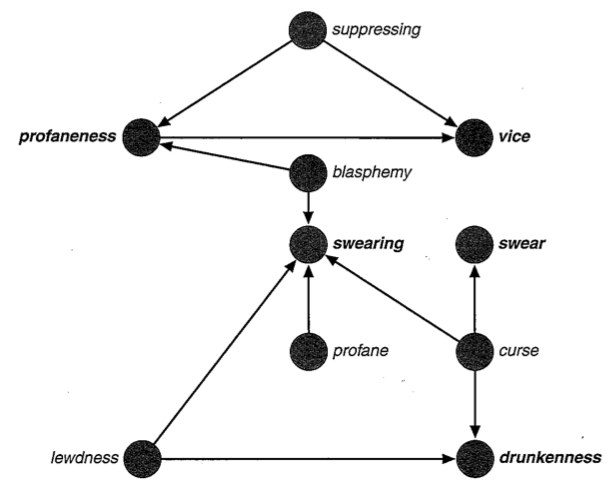 suppressing
profaneness
vice
blasphemy
swearing
swear
profane
curse
lewdness
drunkenness